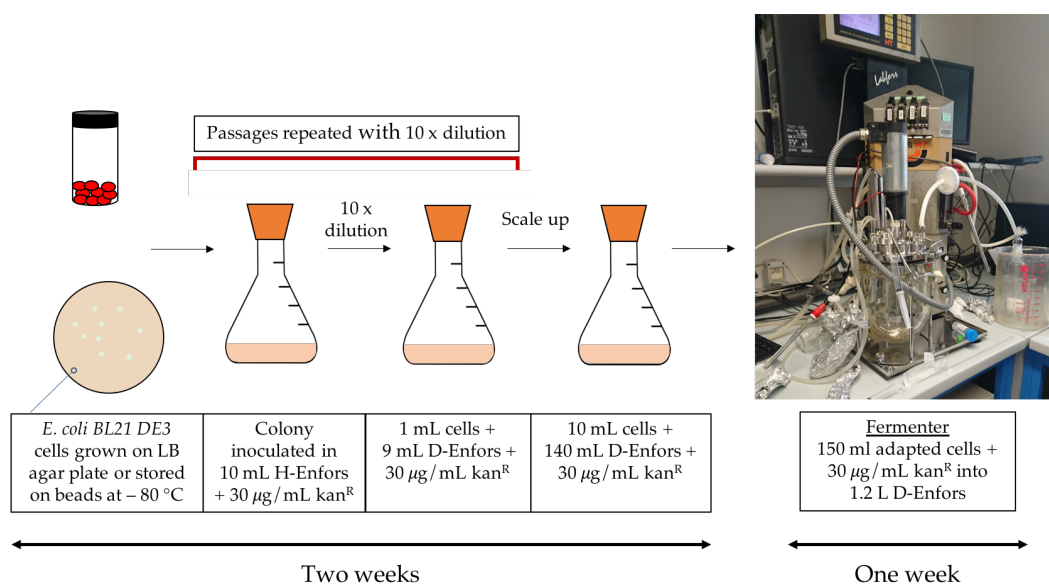 Passages repeated with 10 x dilution
10 x
dilution
Scale up
Labfors
HT
E. coli BL21 DE3
cells grown on LB
agar plate or stored
on beads at – 80 °C
Colony
inoculated in
10 mL H-Enfors
+ 30 µg/mL kanᴿ
1 mL cells +
9 mL D-Enfors +
30 µg/mL kanᴿ
10 mL cells +
140 mL D-Enfors +
30 µg/mL kanᴿ
Fermenter
150 ml adapted cells +
30 µg/mL kanᴿ into
1.2 L D-Enfors
Two weeks
One week